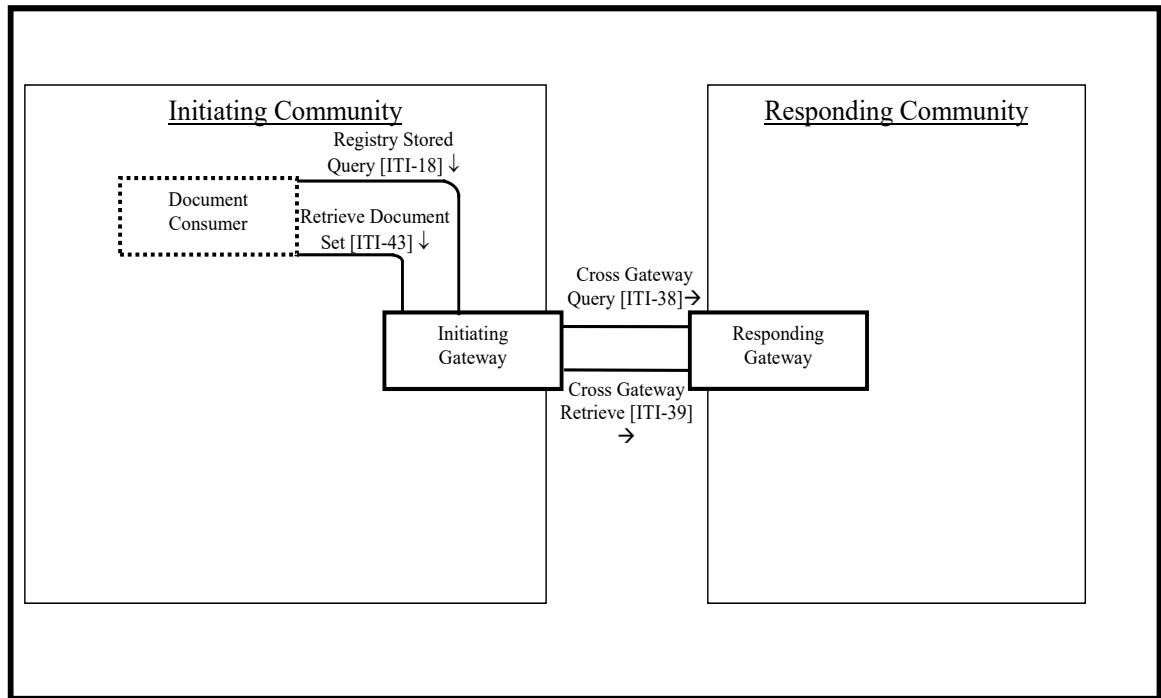 Initiating Community
Responding Community
Registry Stored
Query [ITI-18] ↓
Document
Consumer
Retrieve Document
Set [ITI-43] ↓
Cross Gateway
Query [ITI-38]→
Initiating
Gateway
Responding
Gateway
Cross Gateway
Retrieve [ITI-39]
→